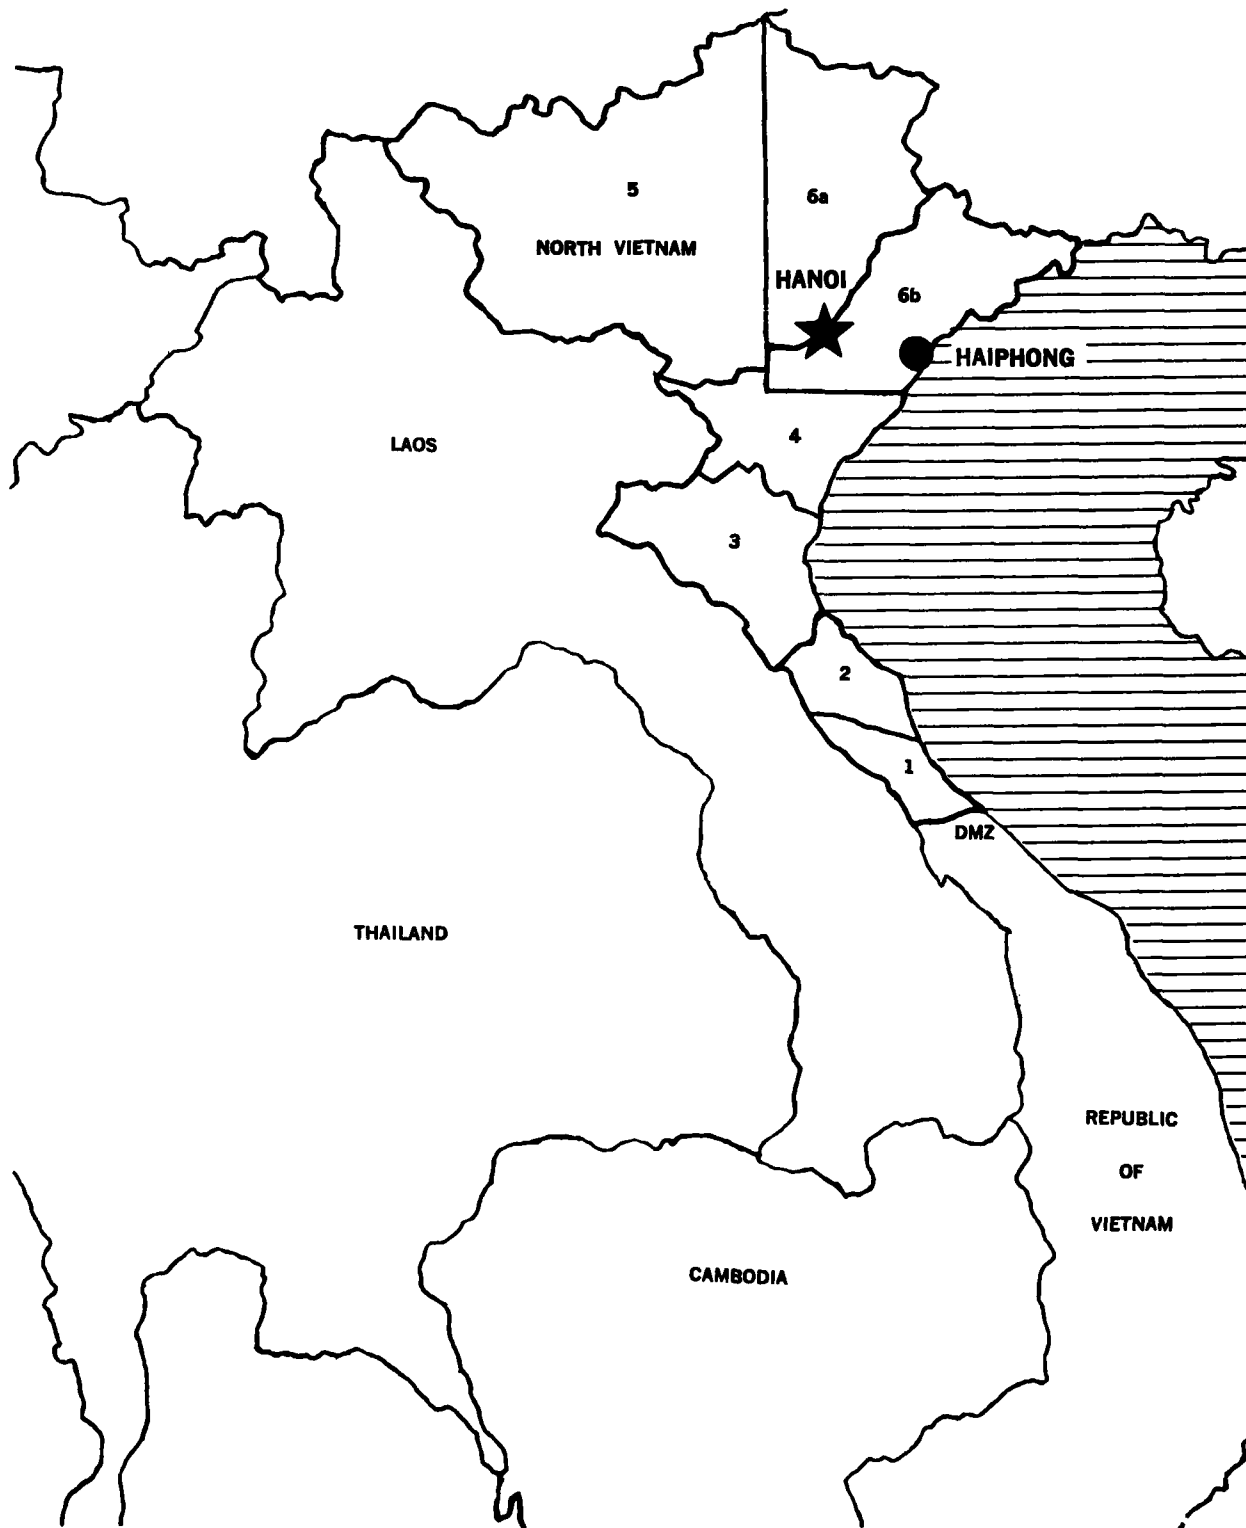 5
6a
NORTH VIETNAM
HANOI
6b
HAIPHONG
4
LAOS
3
2
1
DMZ
THAILAND
REPUBLIC
OF
VIETNAM
CAMBODIA